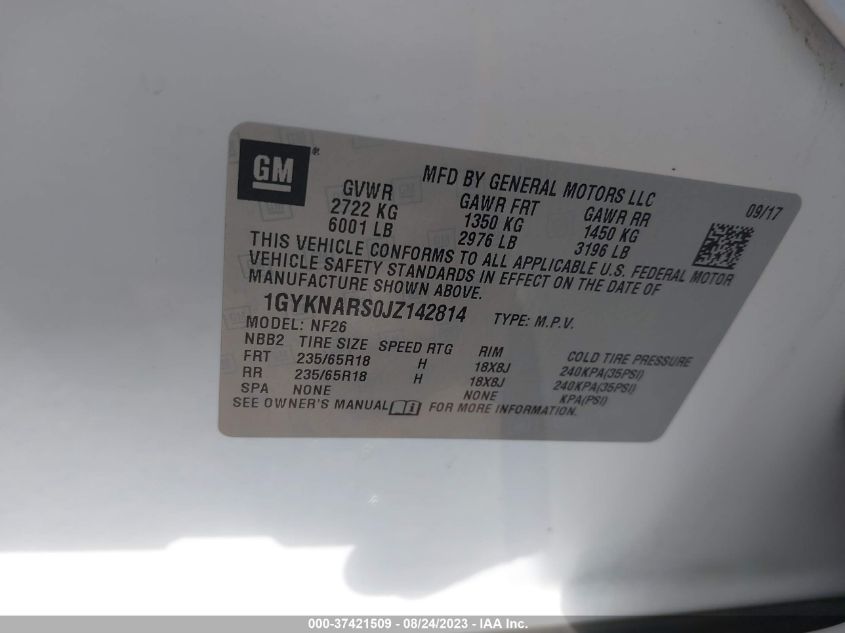 GM®
MFD BY GENERAL MOTORS LLC
09/17
GVWR GAWR FRT GAWR RR
2722 KG 1350 KG 1450 KG
6001 LB 2976 LB 3196 LB
THIS VEHICLE CONFORMS TO ALL APPLICABLE U.S. FEDERAL MOTOR
VEHICLE SAFETY STANDARDS IN EFFECT ON THE DATE OF
MANUFACTURE SHOWN ABOVE.
1GYKNARS0JZ142814 TYPE: M.P.V.
MODEL: NF26
NBB2 TIRE SIZE SPEED RTG RIM COLD TIRE PRESSURE
FRT 235/65R18 H 18X8J 240KPA(35PSI)
RR 235/65R18 H 18X8J 240KPA(35PSI)
SPA NONE NONE KPA(PSI)
SEE OWNER'S MANUAL FOR MORE INFORMATION.
000-37421509 - 08/24/2023 - IAA Inc.